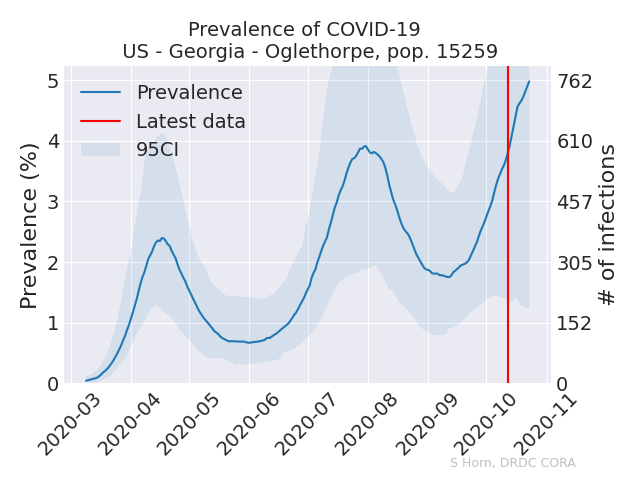 Prevalence of COVID-19
US - Georgia - Oglethorpe, pop. 15259
Prevalence
Latest data
95CI
Prevalence (%)
5
4
3
2
1
0
762
610
457
305
152
0
# of infections
2020-03
2020-04
2020-05
2020-06
2020-07
2020-08
2020-09
2020-10
2020-11
S Horn, DRDC CORA